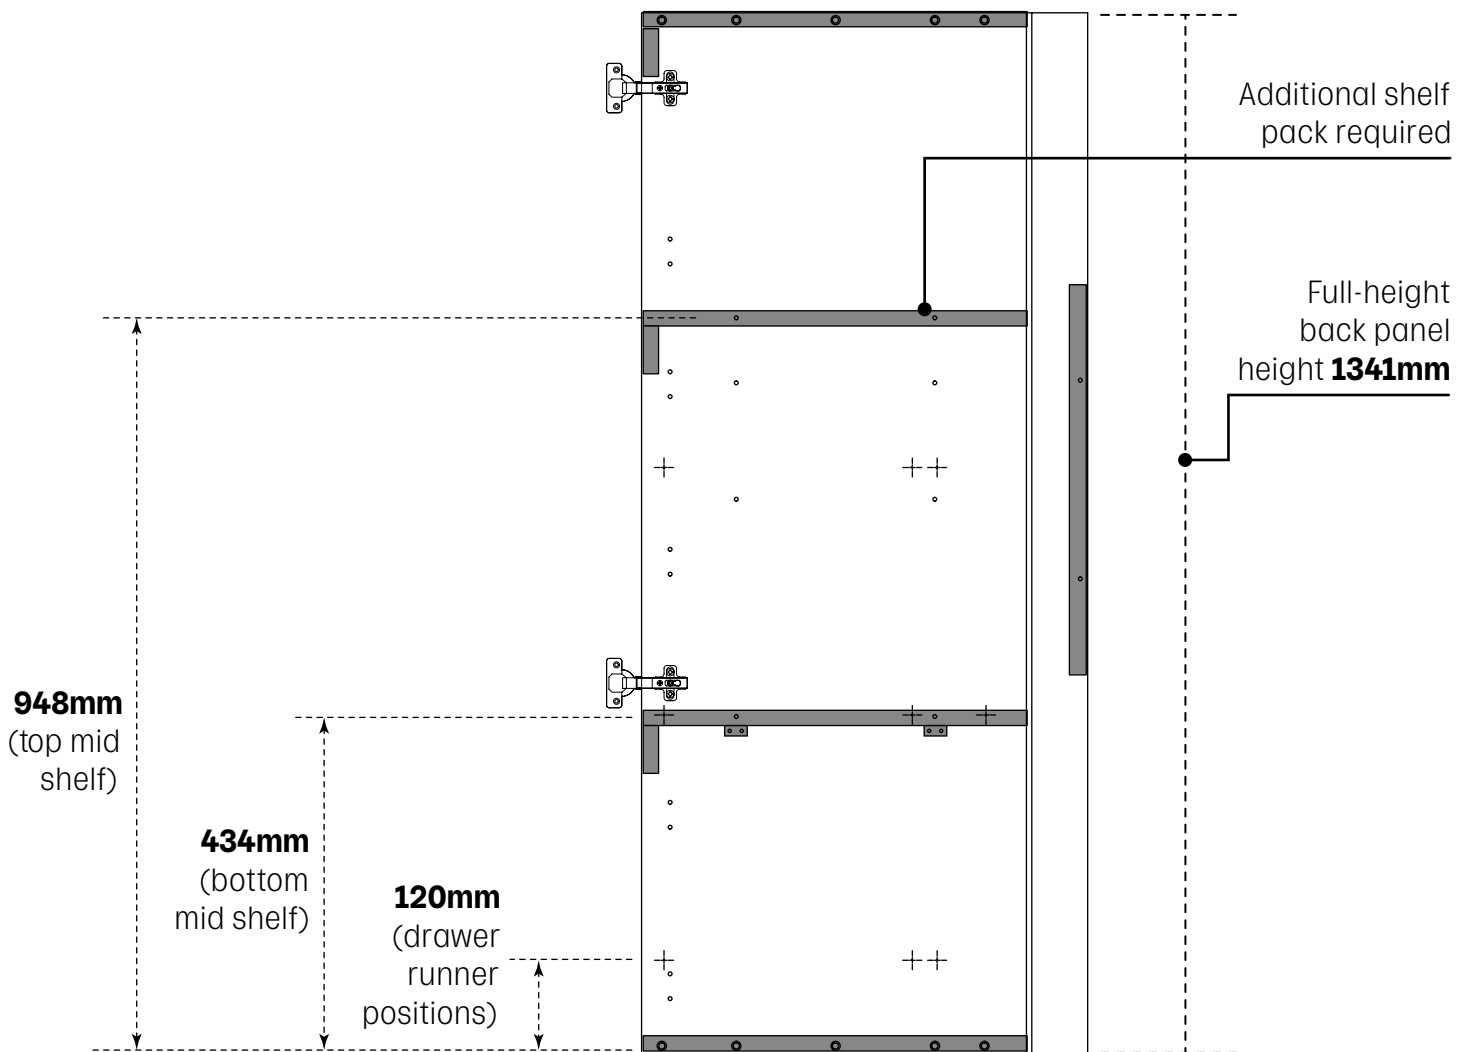 Additional shelf
pack required
Full-height
back panel
height 1341mm
948mm
(top mid
shelf)
434mm
(bottom
mid shelf)
120mm
(drawer
runner
positions)